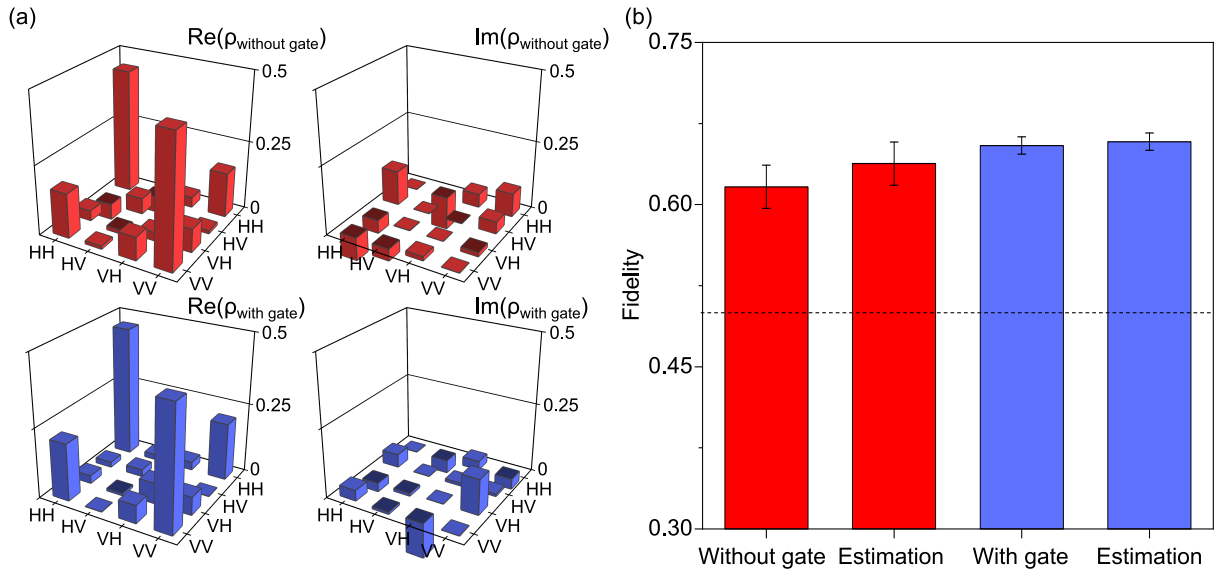 (a)
Re(ρwithout gate)
0.5
0.25
0
HH
HV
VH
VV
HH
HV
VH
VV
Im(ρwithout gate)
0.5
0.25
0
HH
HV
VH
VV
HH
HV
VH
VV
Re(ρwith gate)
0.5
0.25
0
HH
HV
VH
VV
HH
HV
VH
VV
Im(ρwith gate)
0.5
0.25
0
HH
HV
VH
VV
HH
HV
VH
VV
(b)
Fidelity
0.75
0.60
0.45
0.30
Without gate
Estimation
With gate
Estimation